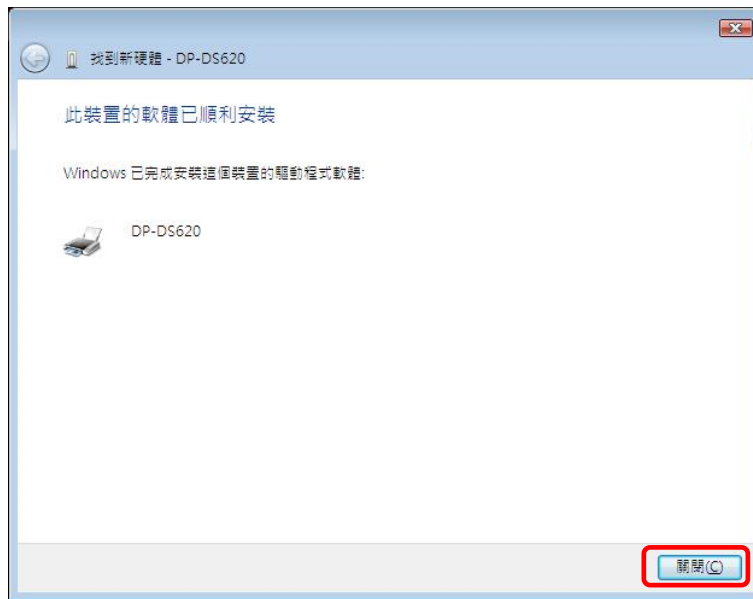 找到新硬體 - DP-DS620
此裝置的軟體已順利安裝
Windows 已完成安裝這個裝置的驅動程式軟體:
DP-DS620
關閉(C)